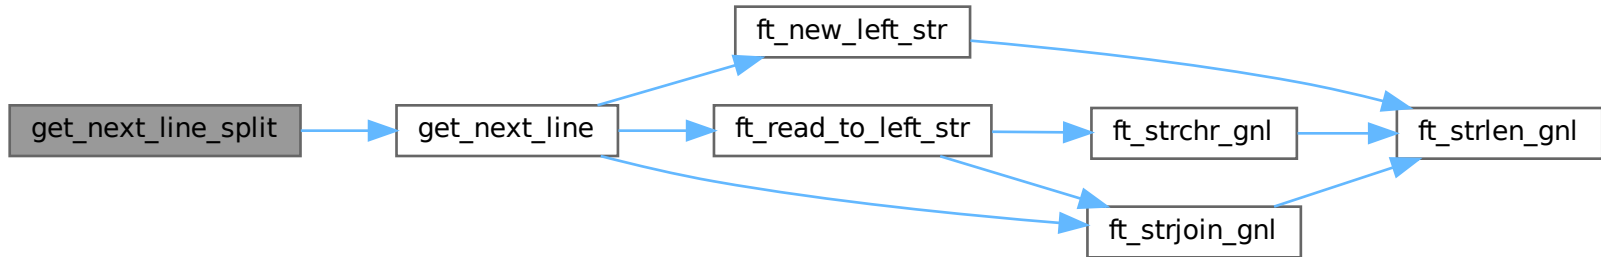 get_next_line_split
get_next_line
ft_new_left_str
ft_read_to_left_str
ft_strchr_gnl
ft_strjoin_gnl
ft_strlen_gnl